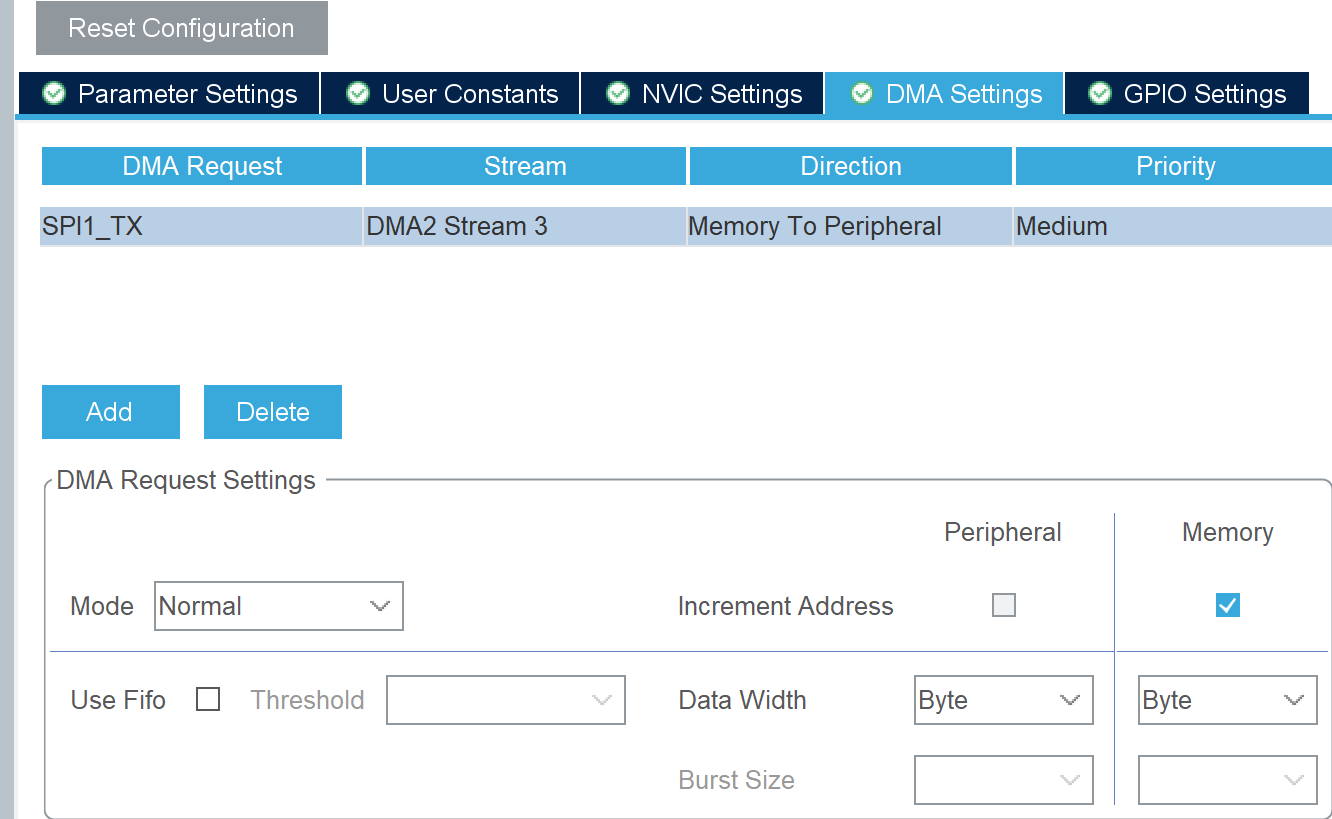 Reset Configuration
Parameter Settings User Constants NVIC Settings DMA Settings GPIO Settings
DMA Request Stream Direction Priority
SPI1_TX DMA2 Stream 3 Memory To Peripheral Medium
Add Delete
DMA Request Settings
Peripheral Memory
Mode Normal Increment Address
Use Fifo Threshold Data Width Byte Byte
Burst Size